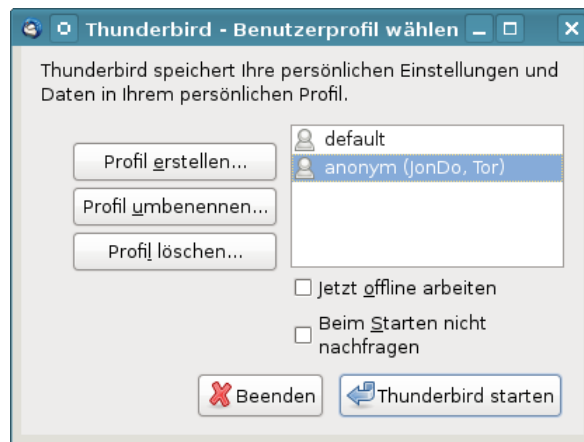 Thunderbird - Benutzerprofil wählen
Thunderbird speichert Ihre persönlichen Einstellungen und
Daten in Ihrem persönlichen Profil.
Profil erstellen...
Profil umbenennen...
Profil löschen...
default
anonym (JonDo, Tor)
Jetzt offline arbeiten
Beim Starten nicht
nachfragen
Beenden
Thunderbird starten